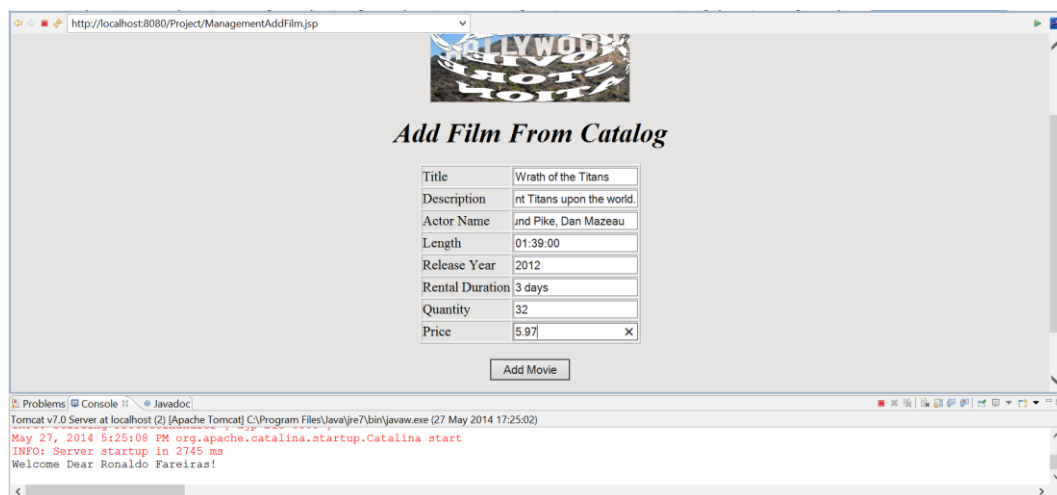 http://localhost:8080/Project/ManagementAddFilm.jsp
HOLLYWOOD
Add Film From Catalog
Title Wrath of the Titans
Description nt Titans upon the world.
Actor Name und Pike, Dan Mazeau
Length 01:39:00
Release Year 2012
Rental Duration 3 days
Quantity 32
Price 5.97
Add Movie
Problems Console Javadoc
Tomcat v7.0 Server at localhost (2) [Apache Tomcat] C:\Program Files\Java\jre7\bin\javaw.exe (27 May 2014 17:25:02)
May 27, 2014 5:25:08 PM org.apache.catalina.startup.Catalina start
INFO: Server startup in 2745 ms
Welcome Dear Ronaldo Fareiras!